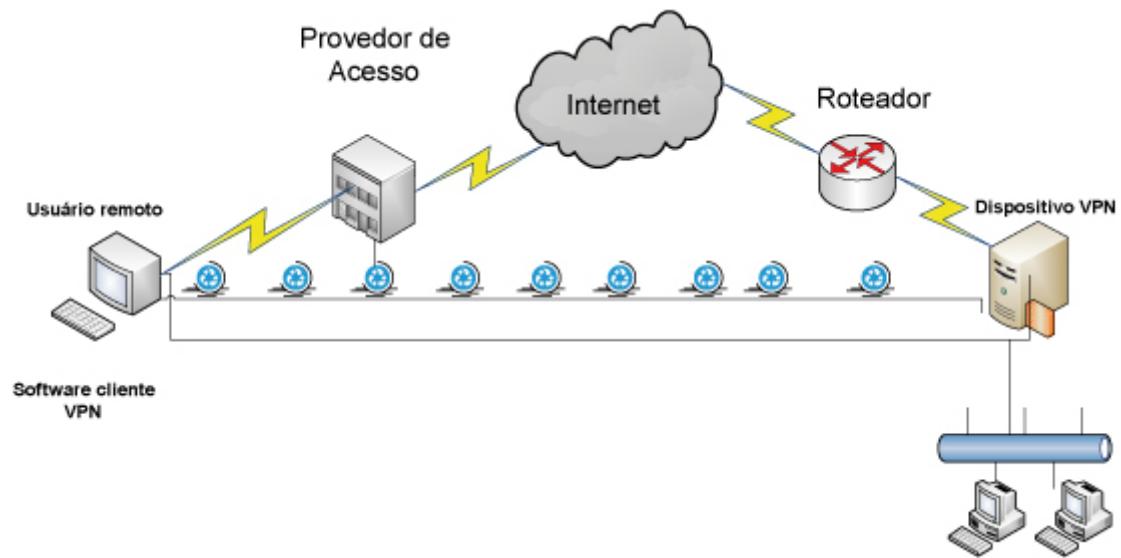 Provedor de
Acesso
Internet
Roteador
Usuário remoto
Dispositivo VPN
Software cliente
VPN